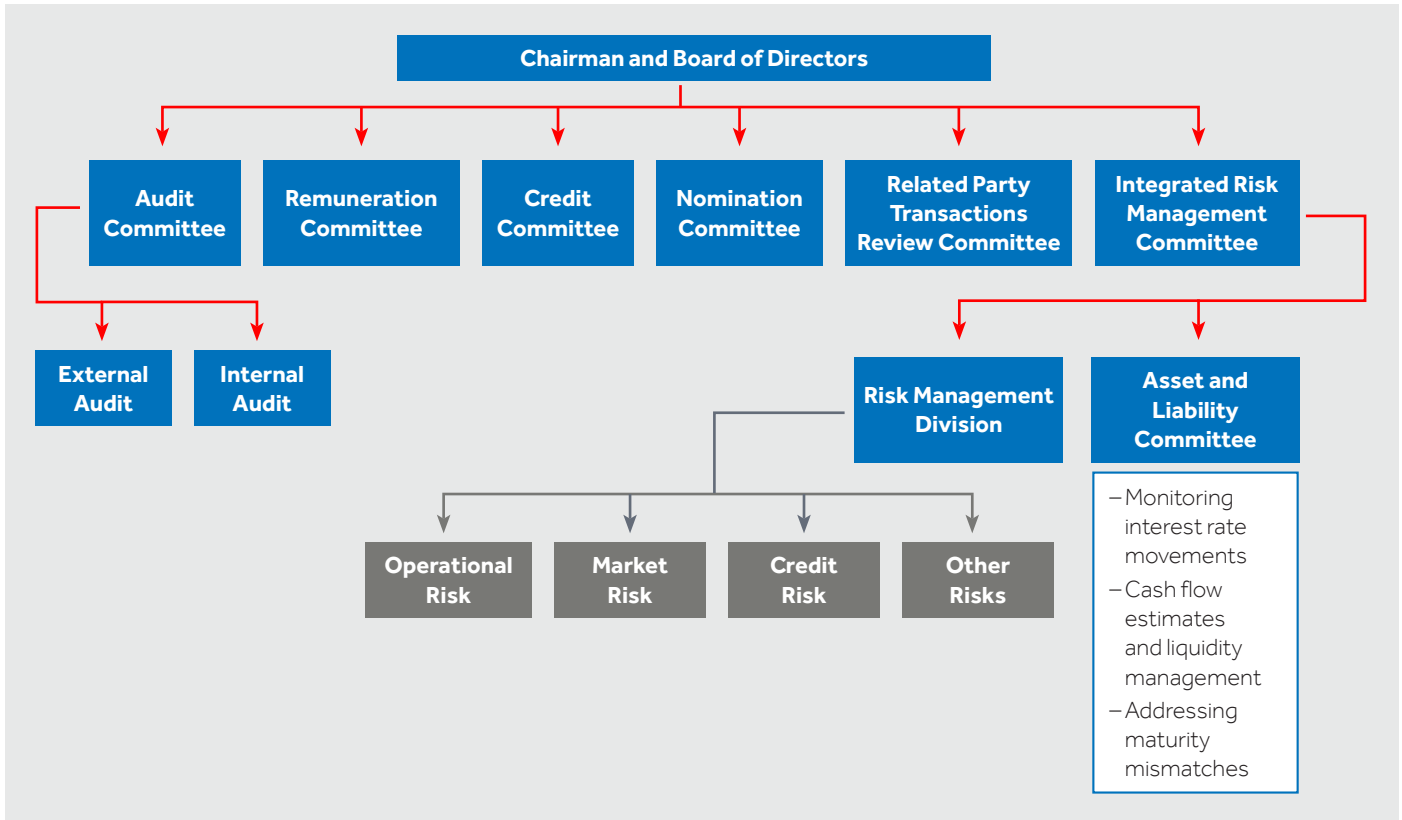 Chairman and Board of Directors
Audit
Committee
Remuneration
Committee
Credit
Committee
Nomination
Committee
Related Party
Transactions
Review Committee
Integrated Risk
Management
Committee
External
Audit
Internal
Audit
Risk Management
Division
Asset and
Liability
Committee
Operational
Risk
Market
Risk
Credit
Risk
Other
Risks
– Monitoring
interest rate
movements
– Cash flow
estimates
and liquidity
management
– Addressing
maturity
mismatches